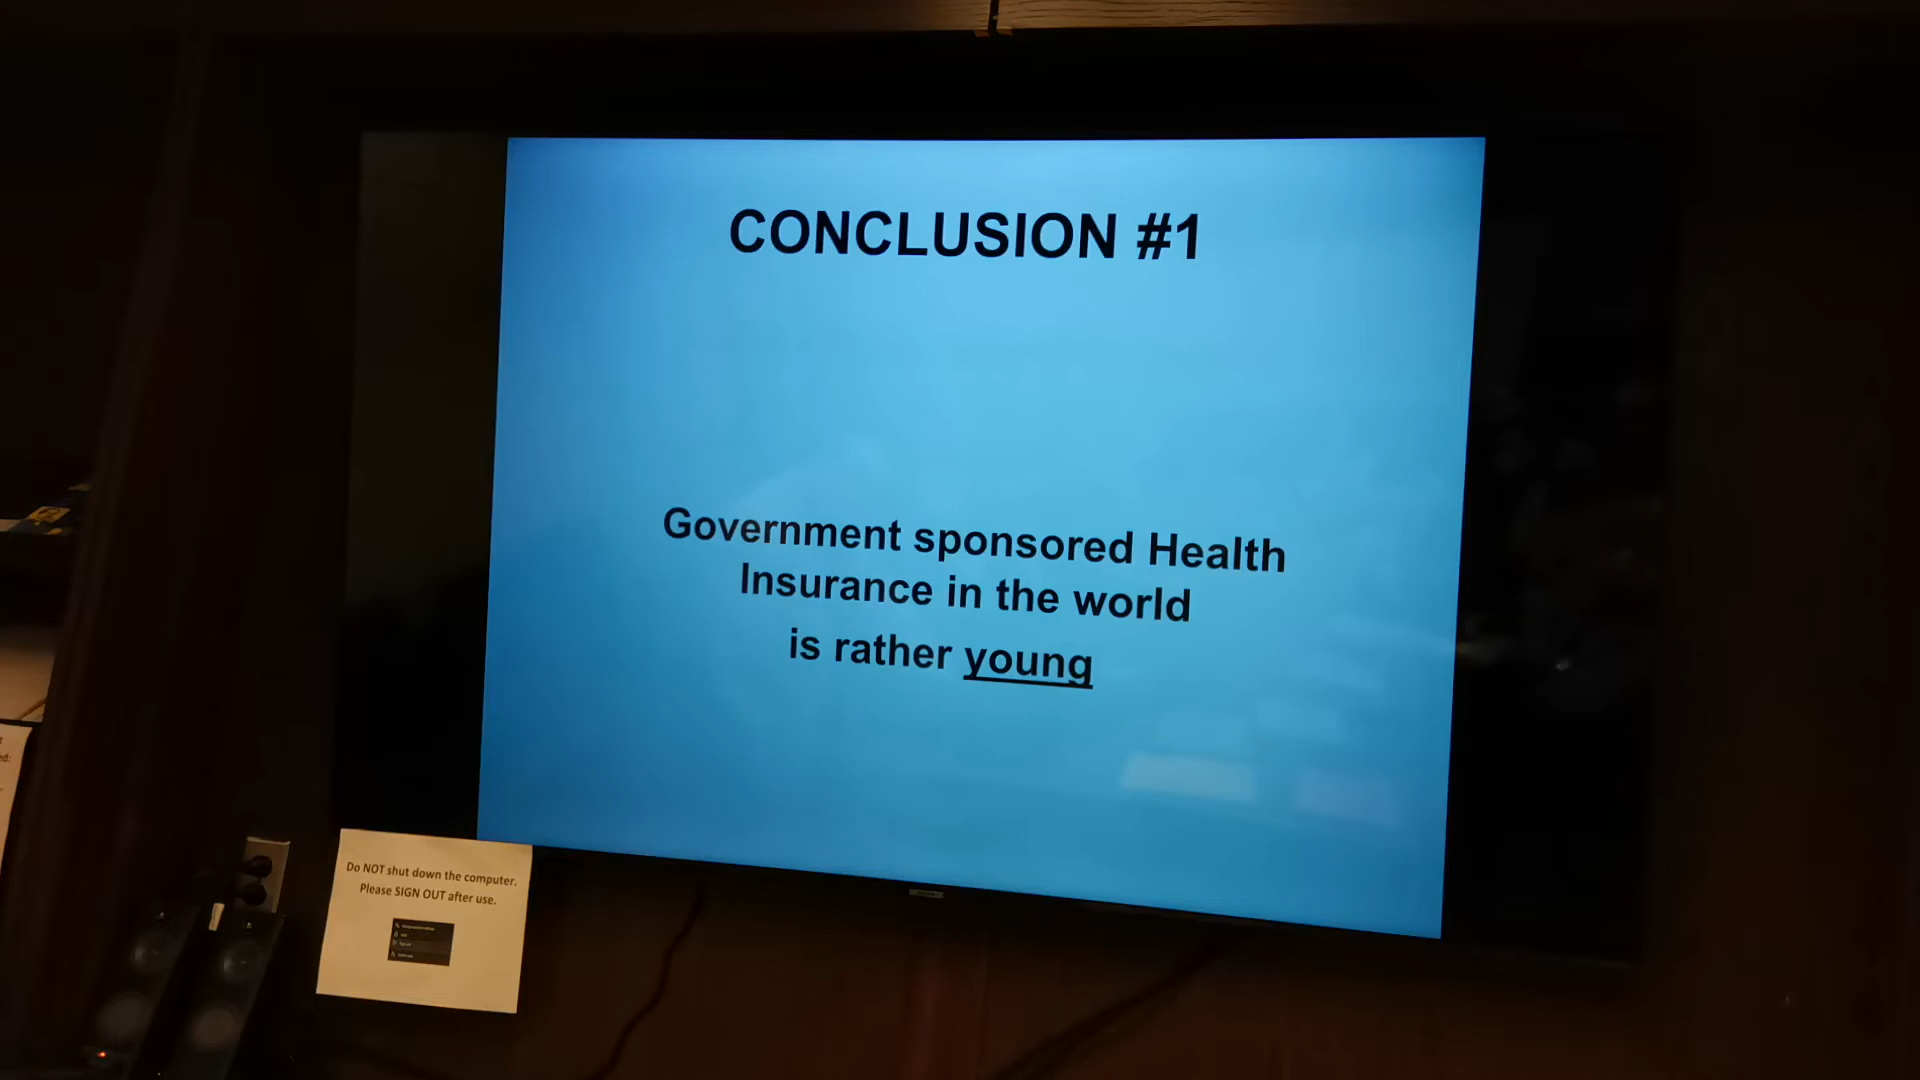 CONCLUSION #1
Government sponsored Health
Insurance in the world
is rather young
Do NOT shut down the computer.
Please SIGN OUT after use.